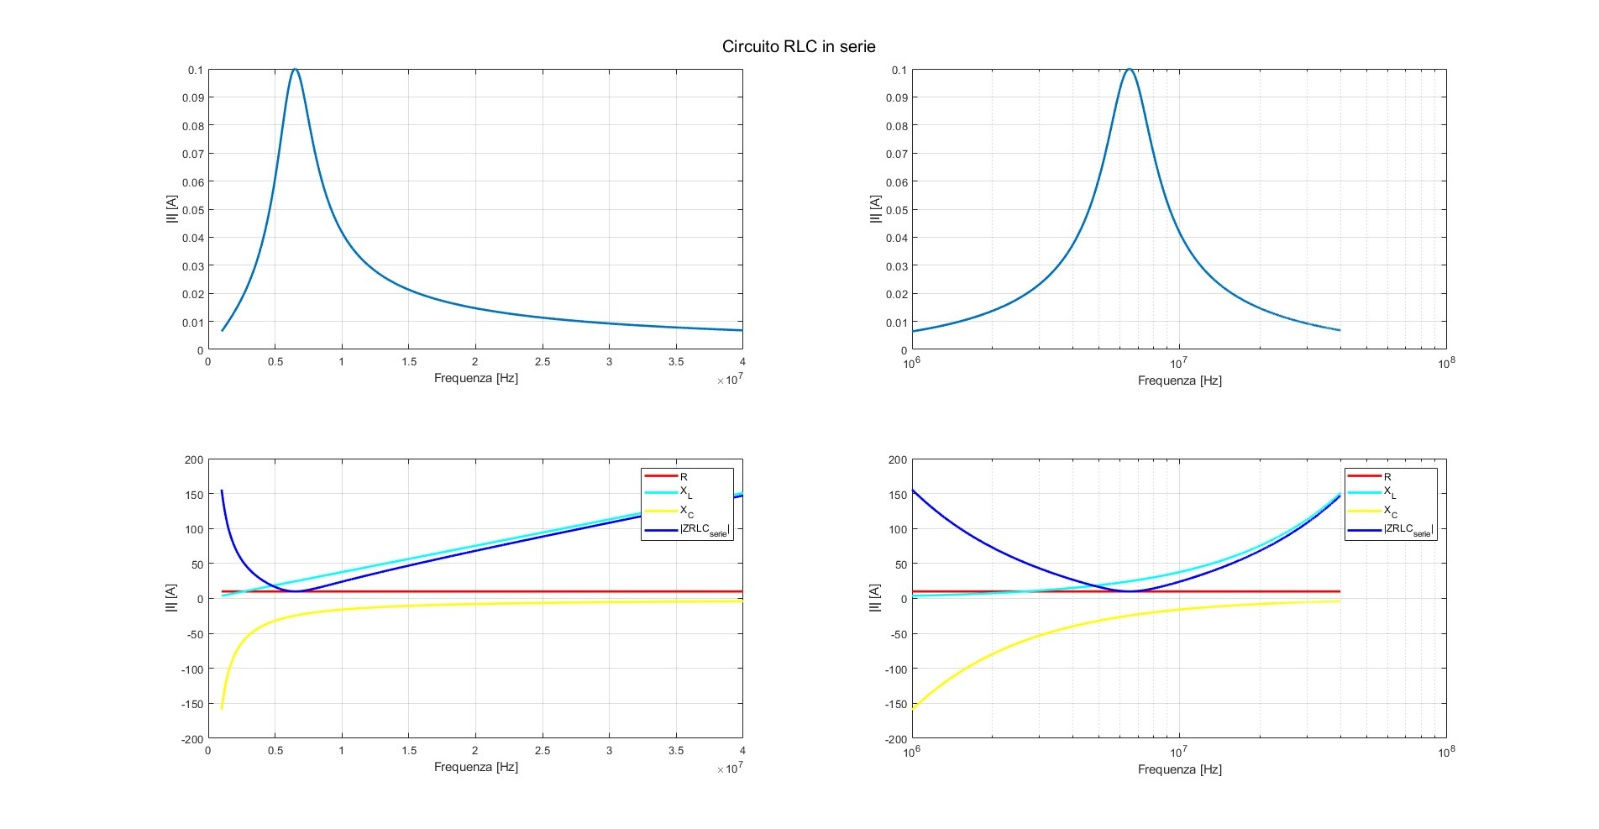 Circuito RLC in serie
0.1
0.09
0.08
0.07
0.06
0.05
0.04
0.03
0.02
0.01
0
|I| [A]
0 0.5 1 1.5 2 2.5 3 3.5 4
Frequenza [Hz]
×10^7
0.1
0.09
0.08
0.07
0.06
0.05
0.04
0.03
0.02
0.01
0
|I| [A]
10^6 10^7 10^8
Frequenza [Hz]
200
150
100
50
0
-50
-100
-150
-200
|I| [A]
R
X_L
X_C
|ZRLC_serie|
0 0.5 1 1.5 2 2.5 3 3.5 4
Frequenza [Hz]
×10^7
200
150
100
50
0
-50
-100
-150
-200
|I| [A]
R
X_L
X_C
|ZRLC_serie|
10^6 10^7 10^8
Frequenza [Hz]